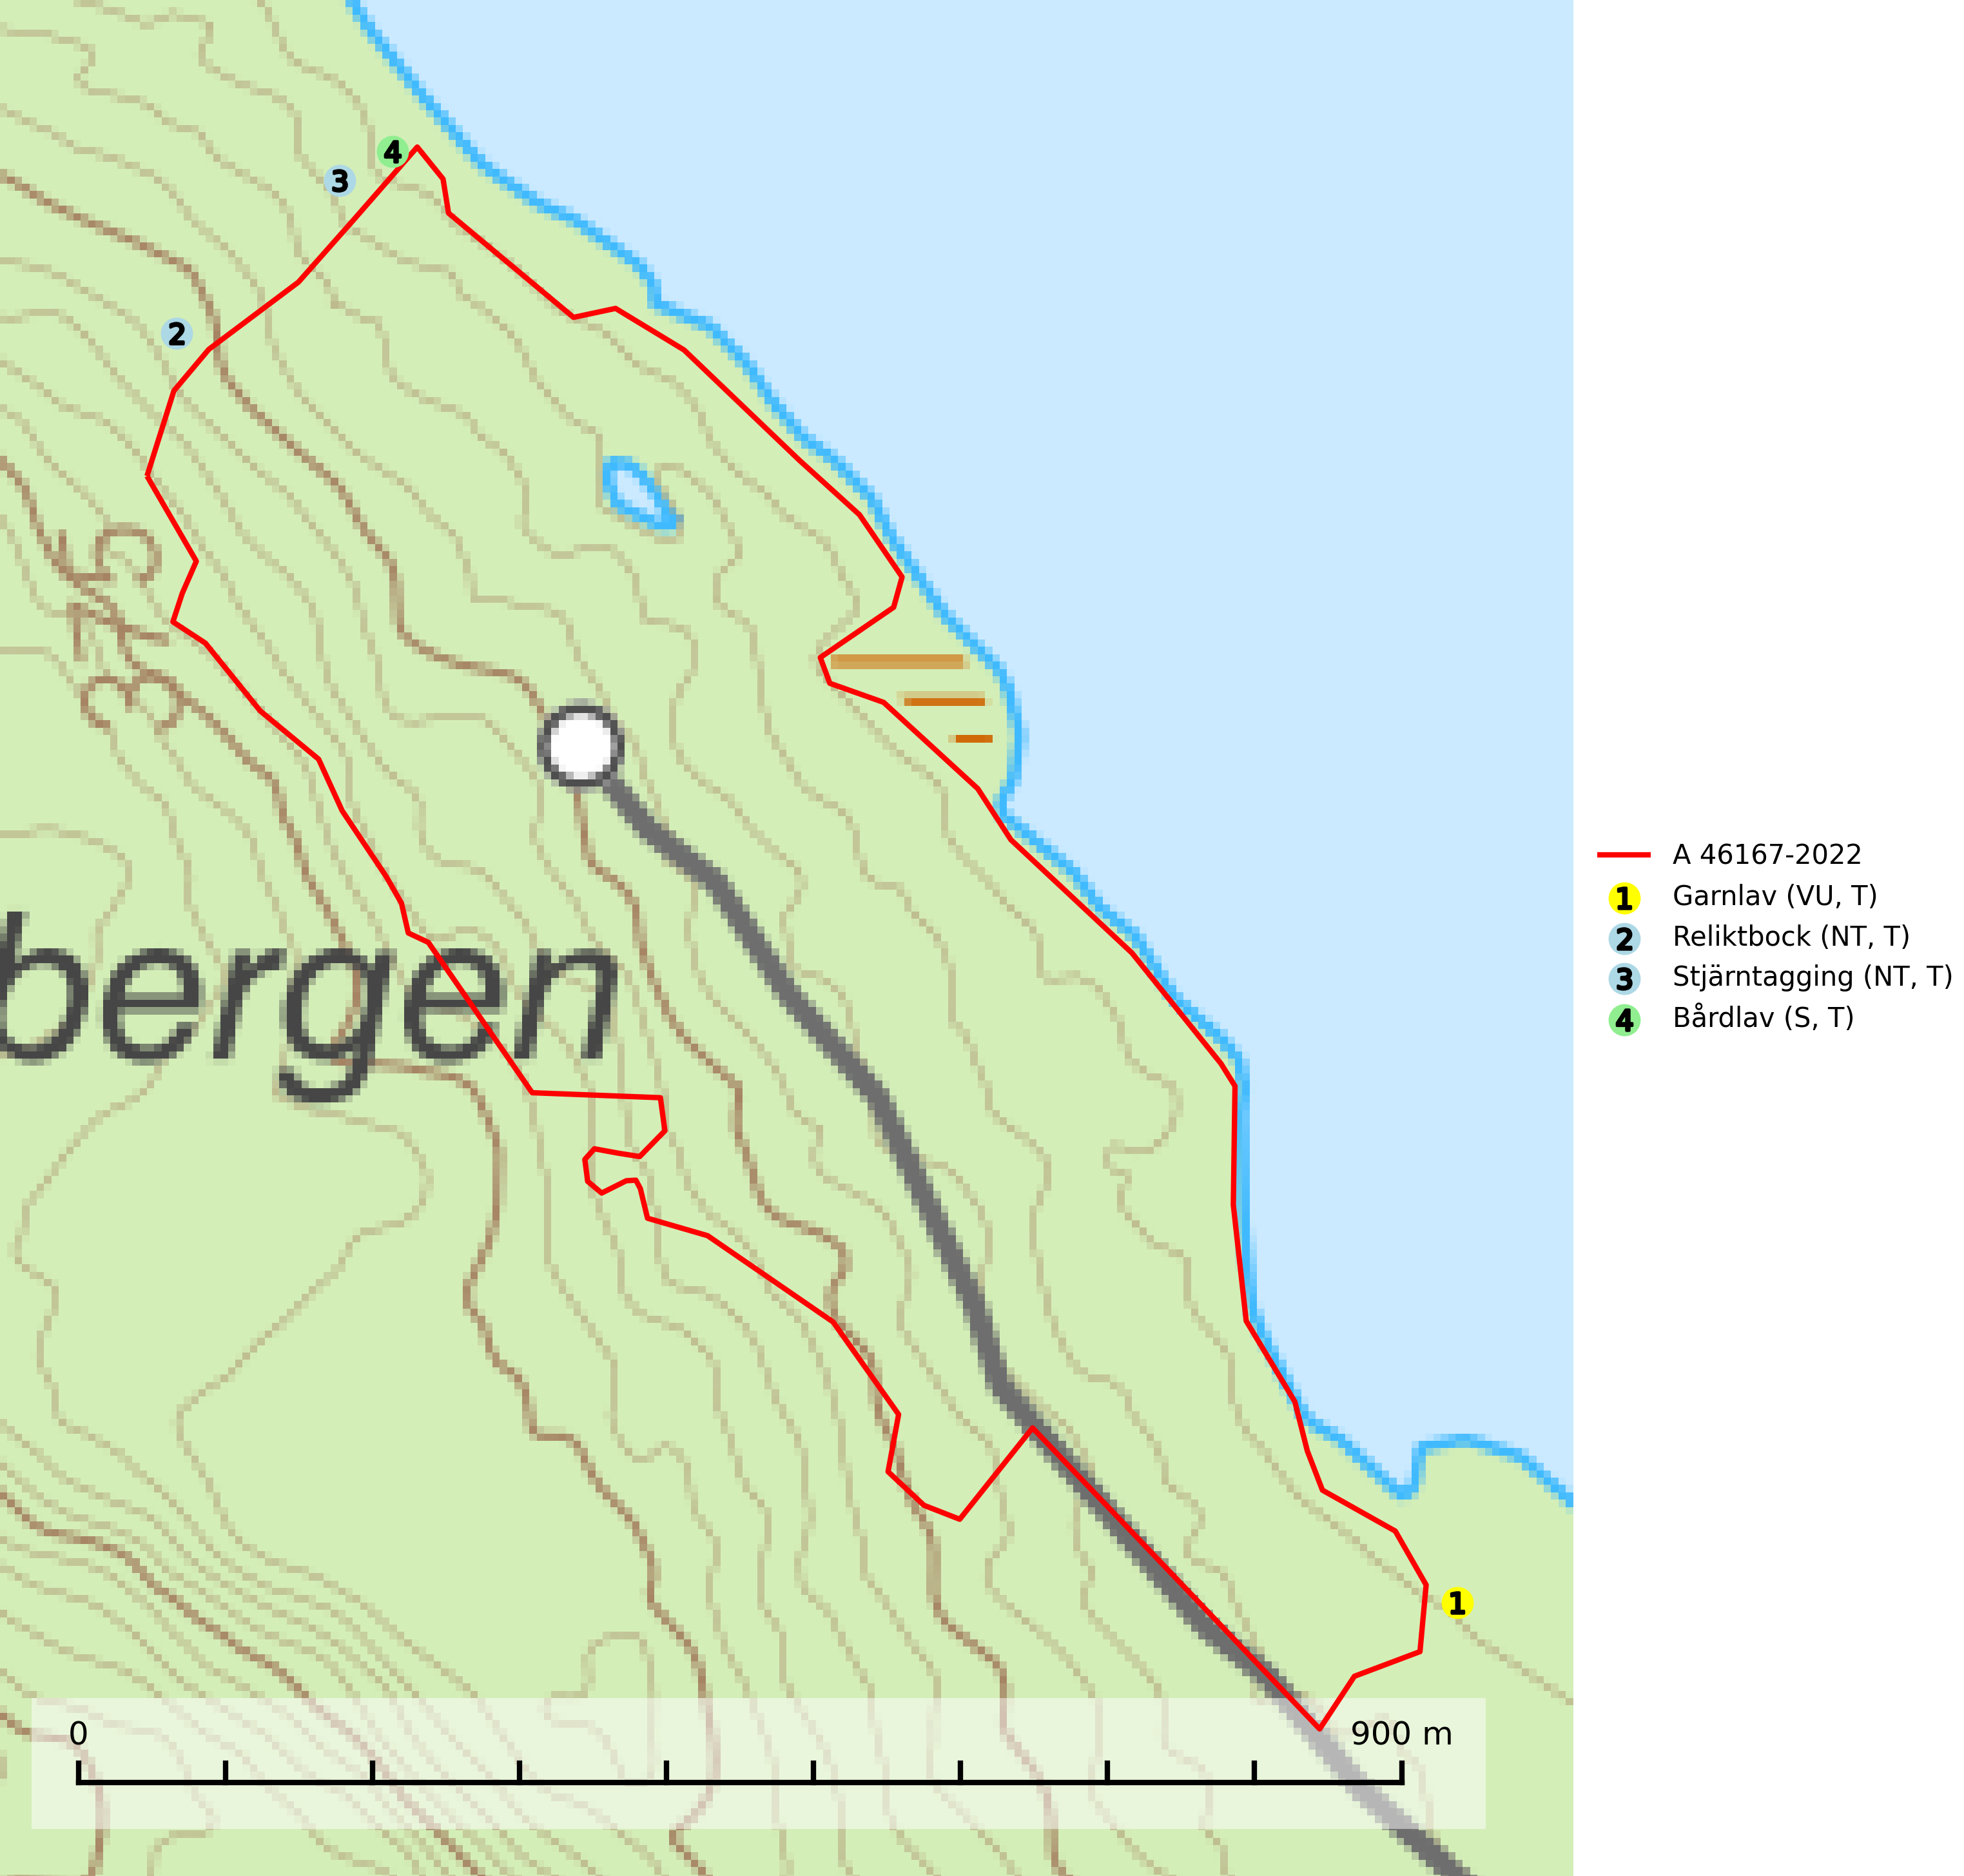 4
3
2
bergen
1
0
900 m
A 46167-2022
1 Garnlav (VU, T)
2 Reliktbock (NT, T)
3 Stjärntagging (NT, T)
4 Bårdlav (S, T)